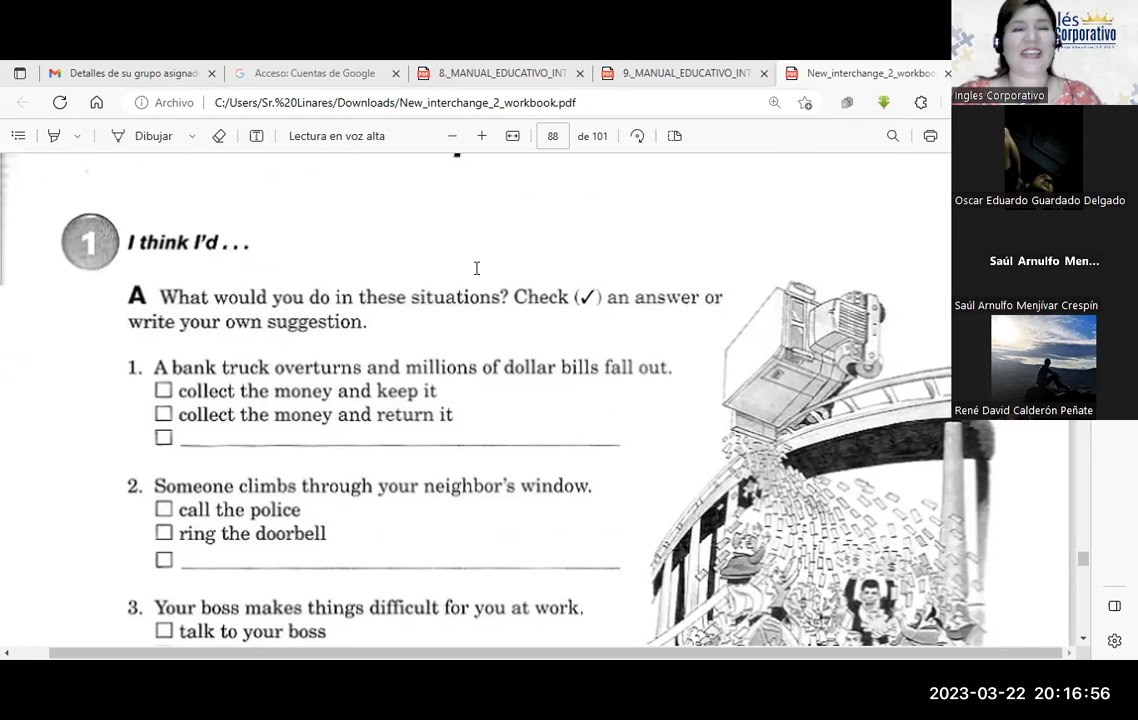 lés
Corporativo
Detalles de su grupo asignad
Acceso: Cuentas de Google
8._MANUAL_EDUCATIVO_INT
9._MANUAL_EDUCATIVO_INT
New_interchange_2_workboo
Ingles Corporativo
Archivo
C:/Users/Sr.%20Linares/Downloads/New_interchange_2_workbook.pdf
Dibujar
Lectura en voz alta
88
de 101
Oscar Eduardo Guardado Delgado
Saúl Arnulfo Men...
Saúl Arnulfo Menjívar Crespín
René David Calderón Peñate
1 I think I'd . . .
A What would you do in these situations? Check (✓) an answer or
write your own suggestion.
1. A bank truck overturns and millions of dollar bills fall out.
☐ collect the money and keep it
☐ collect the money and return it
☐
2. Someone climbs through your neighbor's window.
☐ call the police
☐ ring the doorbell
☐
3. Your boss makes things difficult for you at work.
☐ talk to your boss
2023-03-22 20:16:56